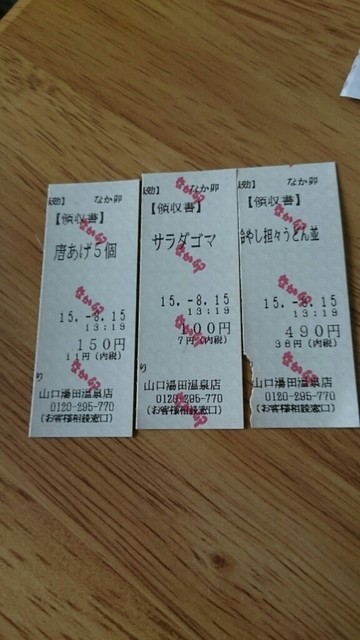 効】 なか卯
【領収書】
唐あげ5個
15.-8.15
13:19
150円
11円(内税)
り
山口湯田温泉店
0120-295-770
(お客様相談窓口)
効】 なか卯
【領収書】
サラダゴマ
15.-8.15
13:19
100円
7円(内税)
り
山口湯田温泉店
0120-295-770
(お客様相談窓口)
効】 なか卯
【領収書】
冷やし担々うどん並
15.-8.15
13:19
490円
36円(内税)
山口湯田温泉店
0120-295-770
(お客様相談窓口)